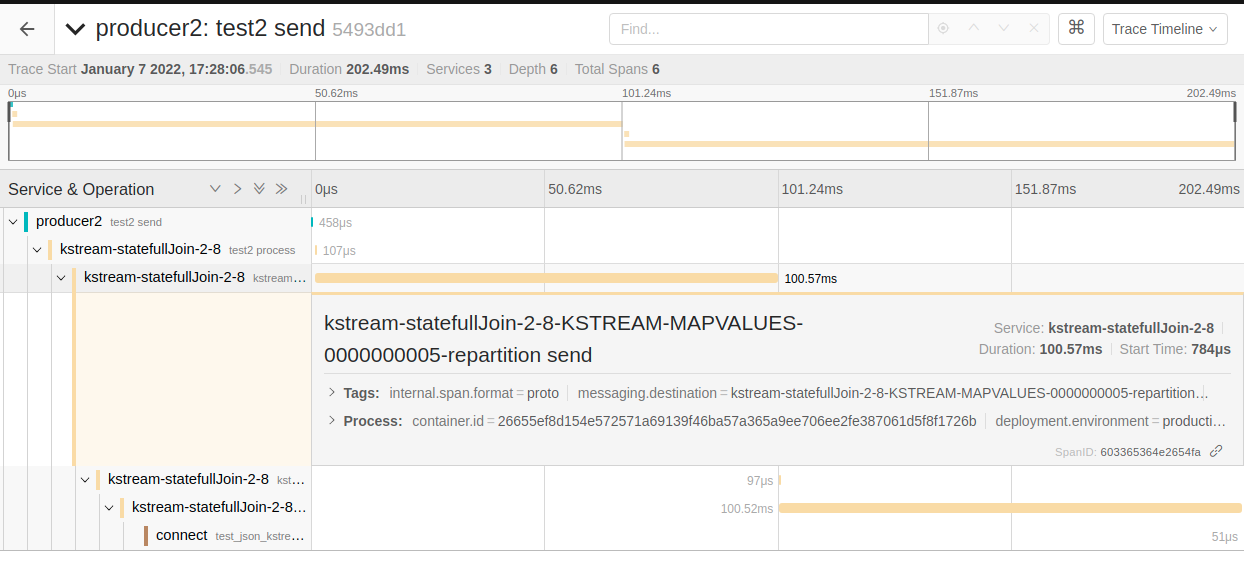 producer2: test2 send 5493dd1
Find...
⌘
Trace Timeline
Trace Start January 7 2022, 17:28:06.545 Duration 202.49ms Services 3 Depth 6 Total Spans 6
0μs 50.62ms 101.24ms 151.87ms 202.49ms
Service & Operation 0μs 50.62ms 101.24ms 151.87ms 202.49ms
producer2 test2 send 458μs
kstream-statefullJoin-2-8 test2 process 107μs
kstream-statefullJoin-2-8 kstream... 100.57ms
kstream-statefullJoin-2-8-KSTREAM-MAPVALUES-
0000000005-repartition send
Service: kstream-statefullJoin-2-8
Duration: 100.57ms Start Time: 784μs
Tags: internal.span.format = proto messaging.destination = kstream-statefullJoin-2-8-KSTREAM-MAPVALUES-0000000005-repartition...
Process: container.id = 26655ef8d154e572571a69139f46ba57a365a9ee706ee2fe387061d5f8f1726b deployment.environment = producti...
SpanID: 603365364e2654fa
kstream-statefullJoin-2-8 kst... 97μs
kstream-statefullJoin-2-8... 100.52ms
connect test_json_kstre... 51μs